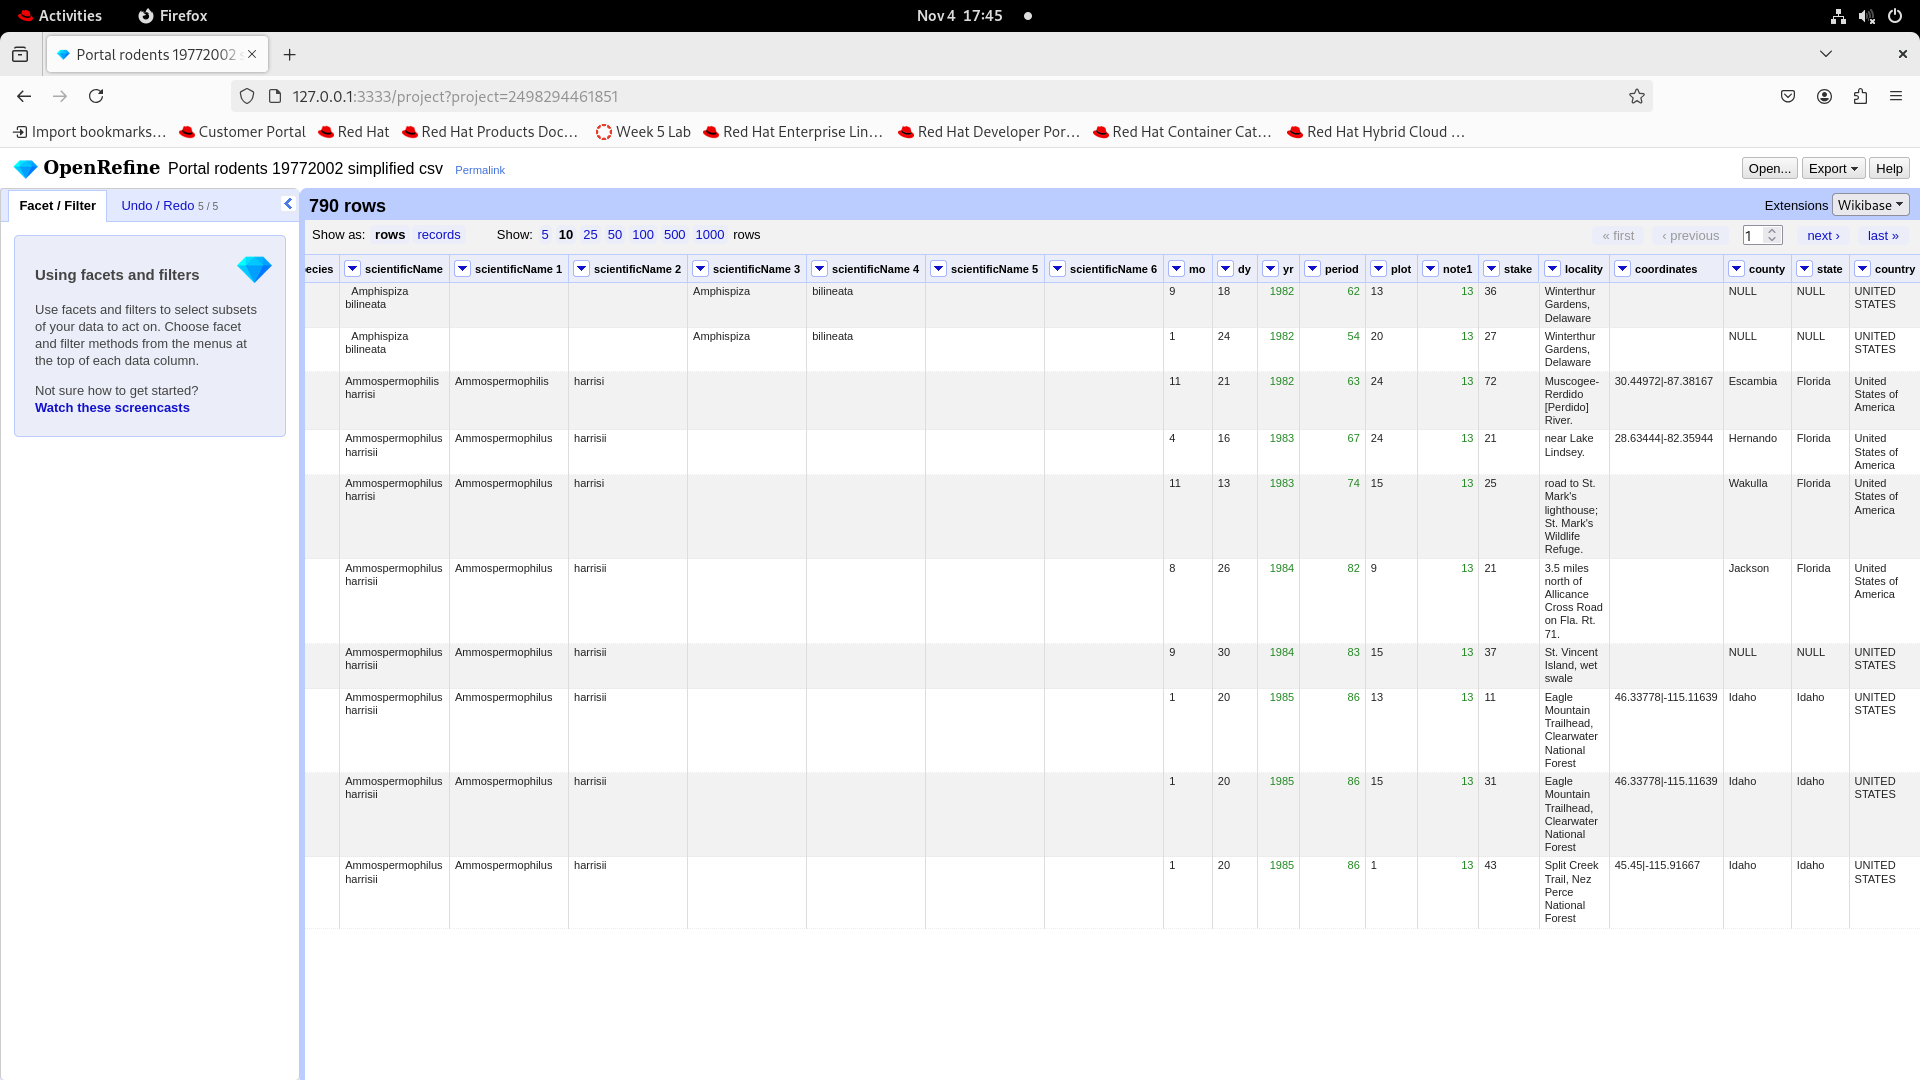 Activities Firefox Nov 4 17:45
Portal rodents 19772002 s
127.0.0.1:3333/project?project=2498294461851
Import bookmarks… Customer Portal Red Hat Red Hat Products Doc… Week 5 Lab Red Hat Enterprise Lin… Red Hat Developer Por… Red Hat Container Cat… Red Hat Hybrid Cloud …
OpenRefine Portal rodents 19772002 simplified csv Permalink Open... Export Help
Facet / Filter Undo / Redo 5 / 5 790 rows Extensions Wikibase
Show as: rows records Show: 5 10 25 50 100 500 1000 rows « first ‹ previous 1 next › last »
Using facets and filters
Use facets and filters to select subsets
of your data to act on. Choose facet
and filter methods from the menus at
the top of each data column.
Not sure how to get started?
Watch these screencasts
ecies scientificName scientificName 1 scientificName 2 scientificName 3 scientificName 4 scientificName 5 scientificName 6 mo dy yr period plot note1 stake locality coordinates county state country
Amphispiza Amphispiza bilineata 9 18 1982 62 13 13 36 Winterthur NULL NULL UNITED
bilineata Gardens, STATES
Delaware
Amphispiza Amphispiza bilineata 1 24 1982 54 20 13 27 Winterthur NULL NULL UNITED
bilineata Gardens, STATES
Delaware
Ammospermophilis Ammospermophilis harrisi 11 21 1982 63 24 13 72 Muscogee- 30.44972|-87.38167 Escambia Florida United
harrisi Rerdido States of
[Perdido] America
River.
Ammospermophilus Ammospermophilus harrisii 4 16 1983 67 24 13 21 near Lake 28.63444|-82.35944 Hernando Florida United
harrisii Lindsey. States of
America
Ammospermophilus Ammospermophilus harrisi 11 13 1983 74 15 13 25 road to St. Wakulla Florida United
harrisi Mark's States of
lighthouse; America
St. Mark's
Wildlife
Refuge.
Ammospermophilus Ammospermophilus harrisii 8 26 1984 82 9 13 21 3.5 miles Jackson Florida United
harrisii north of States of
Allicance America
Cross Road
on Fla. Rt.
71.
Ammospermophilus Ammospermophilus harrisii 9 30 1984 83 15 13 37 St. Vincent NULL NULL UNITED
harrisii Island, wet STATES
swale
Ammospermophilus Ammospermophilus harrisii 1 20 1985 86 13 13 11 Eagle 46.33778|-115.11639 Idaho Idaho UNITED
harrisii Mountain STATES
Trailhead,
Clearwater
National
Forest
Ammospermophilus Ammospermophilus harrisii 1 20 1985 86 15 13 31 Eagle 46.33778|-115.11639 Idaho Idaho UNITED
harrisii Mountain STATES
Trailhead,
Clearwater
National
Forest
Ammospermophilus Ammospermophilus harrisii 1 20 1985 86 1 13 43 Split Creek 45.45|-115.91667 Idaho Idaho UNITED
harrisii Trail, Nez STATES
Perce
National
Forest